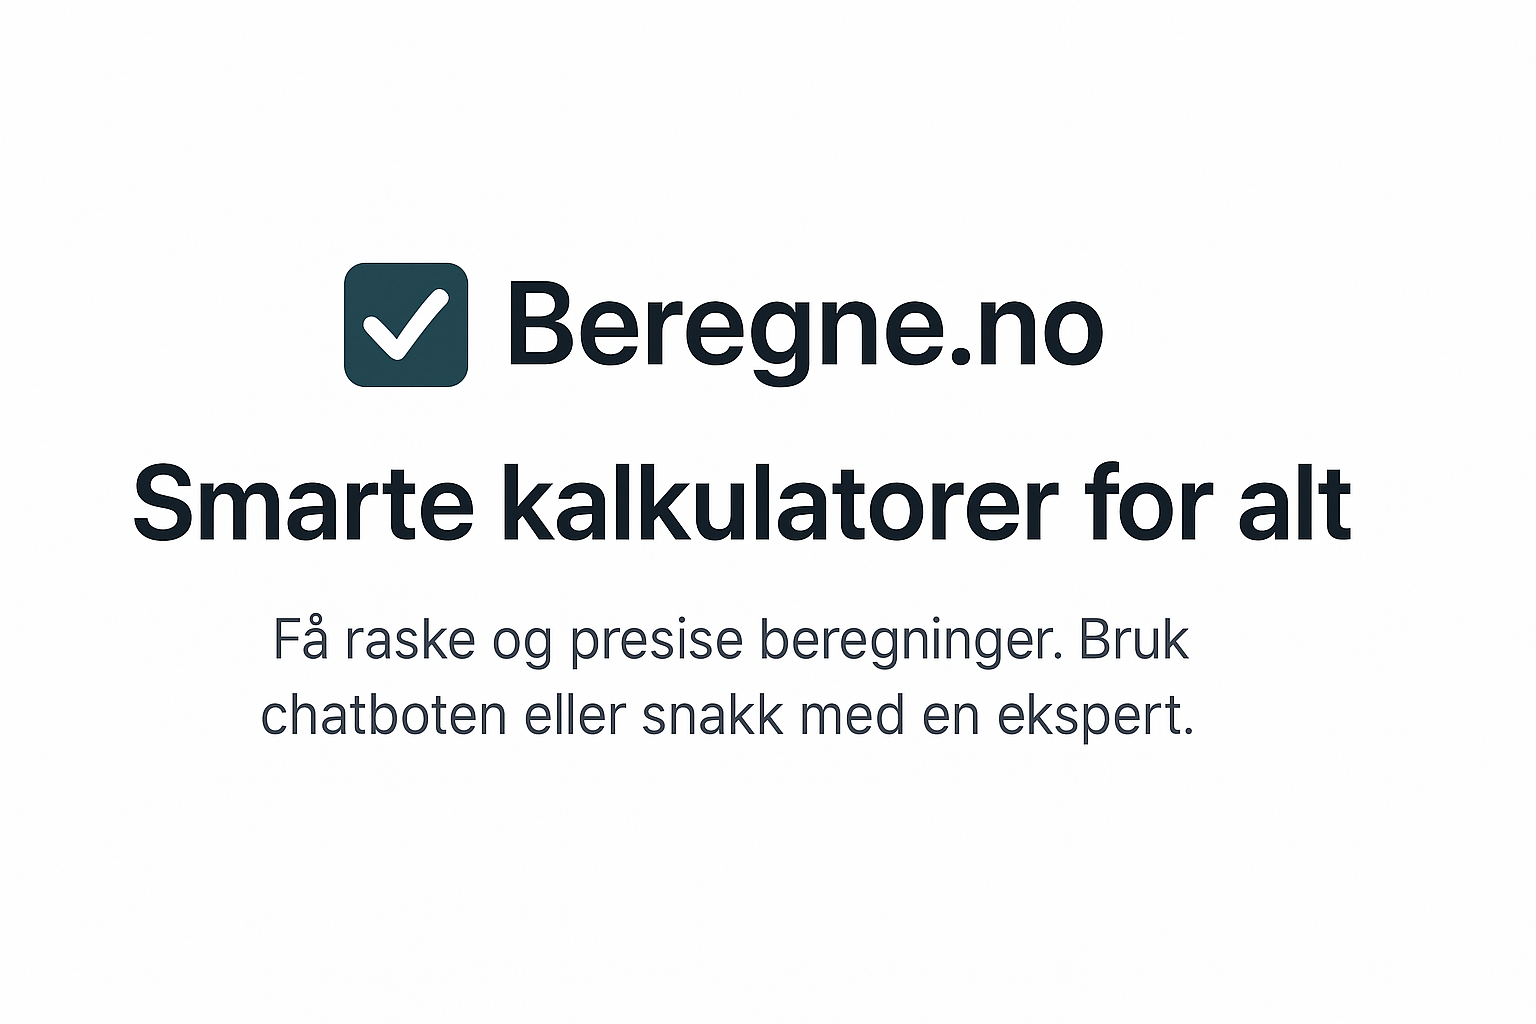 Beregne.no
Smarte kalkulatorer for alt
Få raske og presise beregninger. Bruk
chatboten eller snakk med en ekspert.